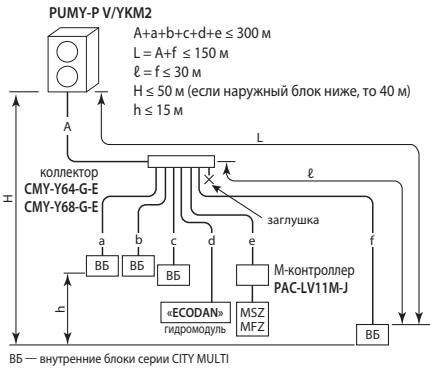 PUMY-P V/YKM2
A+a+b+c+d+e ≤ 300 м
L = A+f ≤ 150 м
ℓ = f ≤ 30 м
H ≤ 50 м (если наружный блок ниже, то 40 м)
h ≤ 15 м
A
L
H
коллектор
CMY-Y64-G-E
CMY-Y68-G-E
ℓ
заглушка
a
b
c
d
e
f
ВБ
ВБ
ВБ
М-контроллер
PAC-LV11M-J
h
«ECODAN»
гидромодуль
MSZ
MFZ
ВБ
ВБ — внутренние блоки серии CITY MULTI